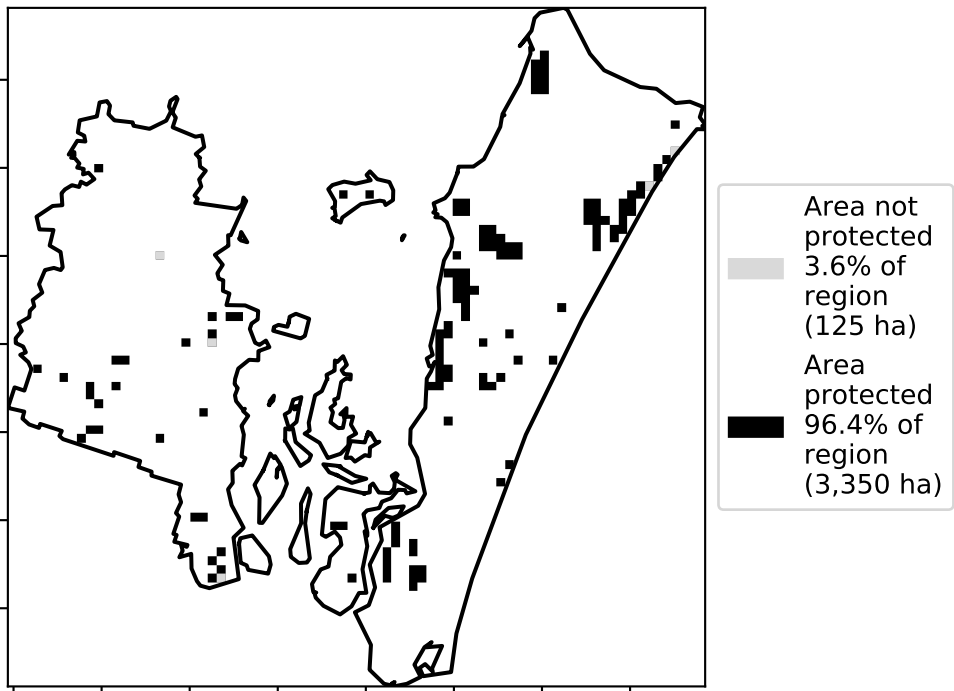 Area not
protected
3.6% of
region
(125 ha)
Area
protected
96.4% of
region
(3,350 ha)